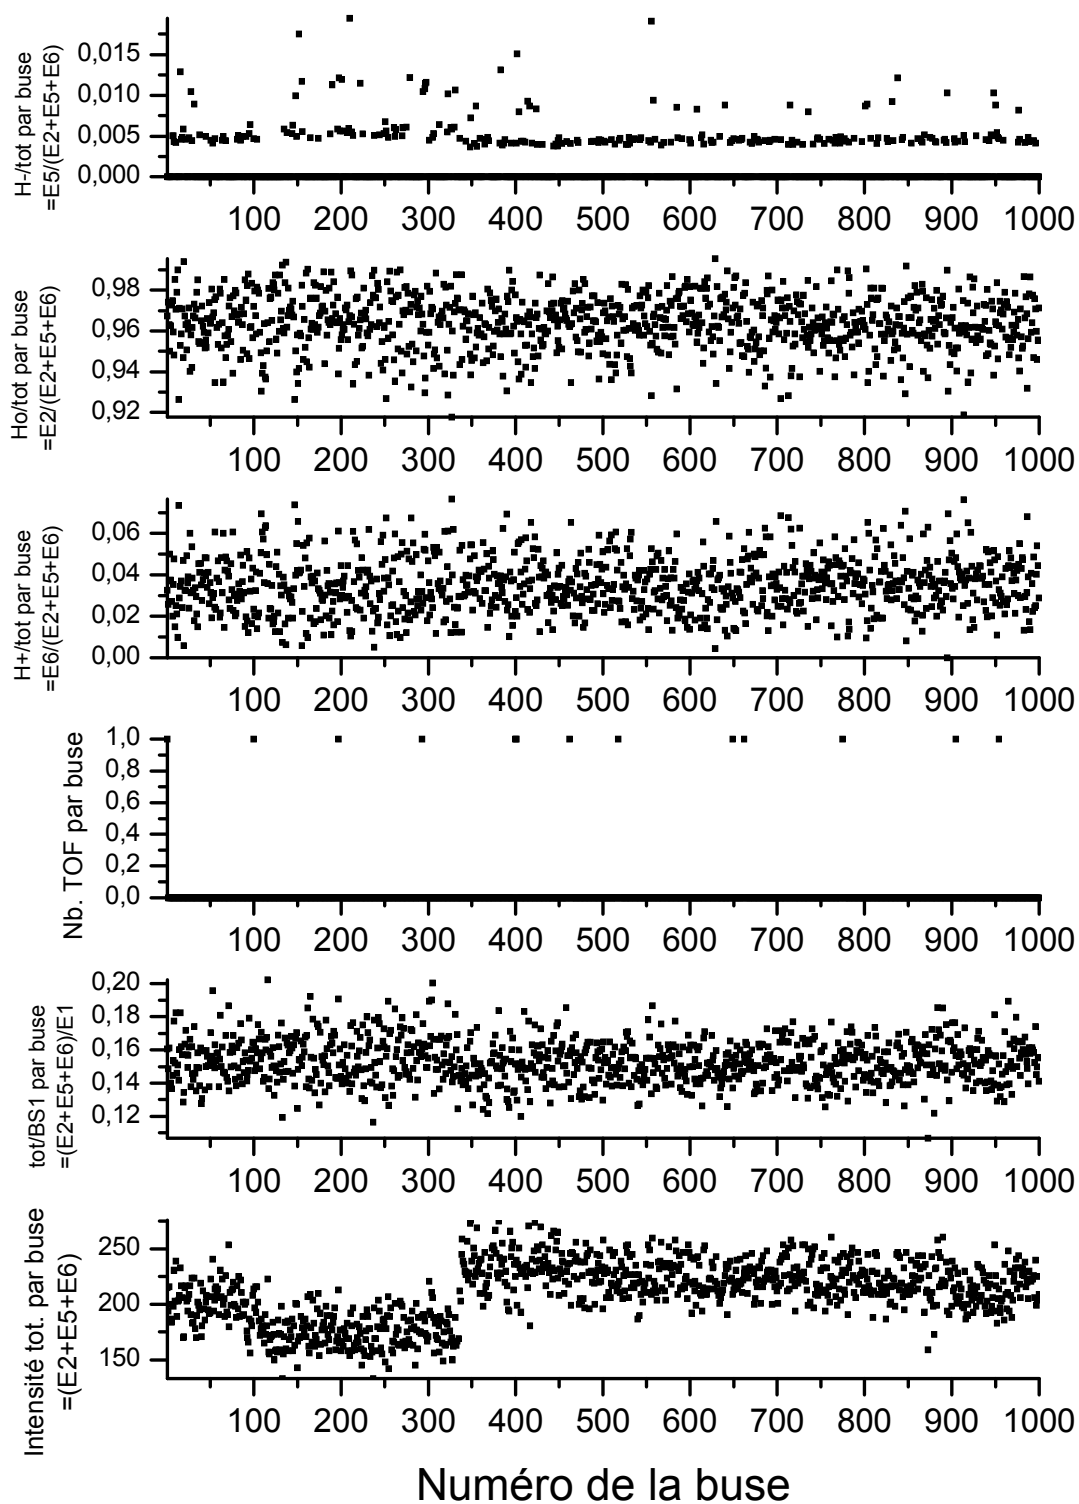 H-/tot par buse
=E5/(E2+E5+E6)
0,015
0,010
0,005
0,000
100 200 300 400 500 600 700 800 900 1000
Ho/tot par buse
=E2/(E2+E5+E6)
0,98
0,96
0,94
0,92
100 200 300 400 500 600 700 800 900 1000
H+/tot par buse
=E6/(E2+E5+E6)
0,06
0,04
0,02
0,00
100 200 300 400 500 600 700 800 900 1000
Nb. TOF par buse
1,0
0,8
0,6
0,4
0,2
0,0
100 200 300 400 500 600 700 800 900 1000
tot/BS1 par buse
=(E2+E5+E6)/E1
0,20
0,18
0,16
0,14
0,12
100 200 300 400 500 600 700 800 900 1000
Intensité tot. par buse
=(E2+E5+E6)
250
200
150
100 200 300 400 500 600 700 800 900 1000
Numéro de la buse